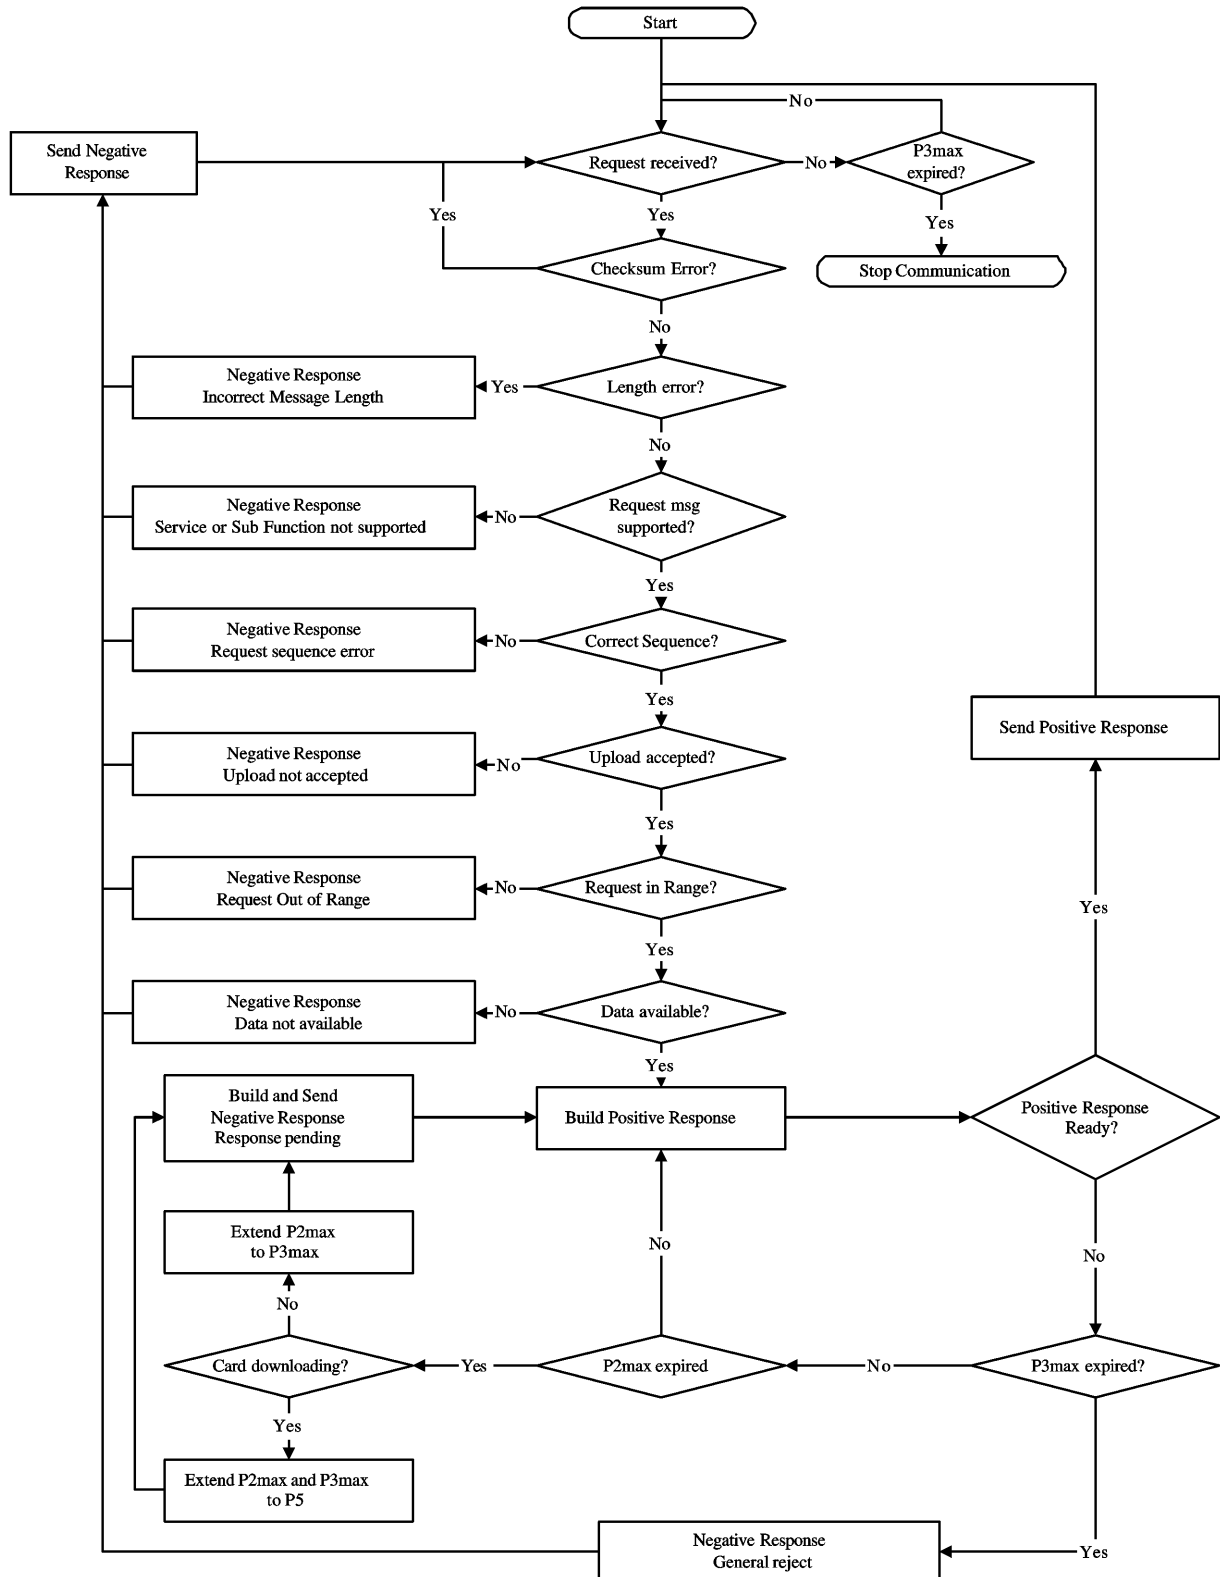 Start
No
Send Negative
Response
Request received?
No
P3max
expired?
Yes
Yes
Yes
Checksum Error?
Stop Communication
No
Negative Response
Incorrect Message Length
Yes
Length error?
No
Negative Response
Service or Sub Function not supported
No
Request msg
supported?
Yes
Negative Response
Request sequence error
No
Correct Sequence?
Yes
Send Positive Response
Negative Response
Upload not accepted
No
Upload accepted?
Yes
Negative Response
Request Out of Range
No
Request in Range?
Yes
Yes
Negative Response
Data not available
No
Data available?
Yes
Build and Send
Negative Response
Response pending
Build Positive Response
Positive Response
Ready?
Extend P2max
to P3max
No
No
No
Card downloading?
Yes
P2max expired
No
P3max expired?
Yes
Extend P2max and P3max
to P5
Negative Response
General reject
Yes